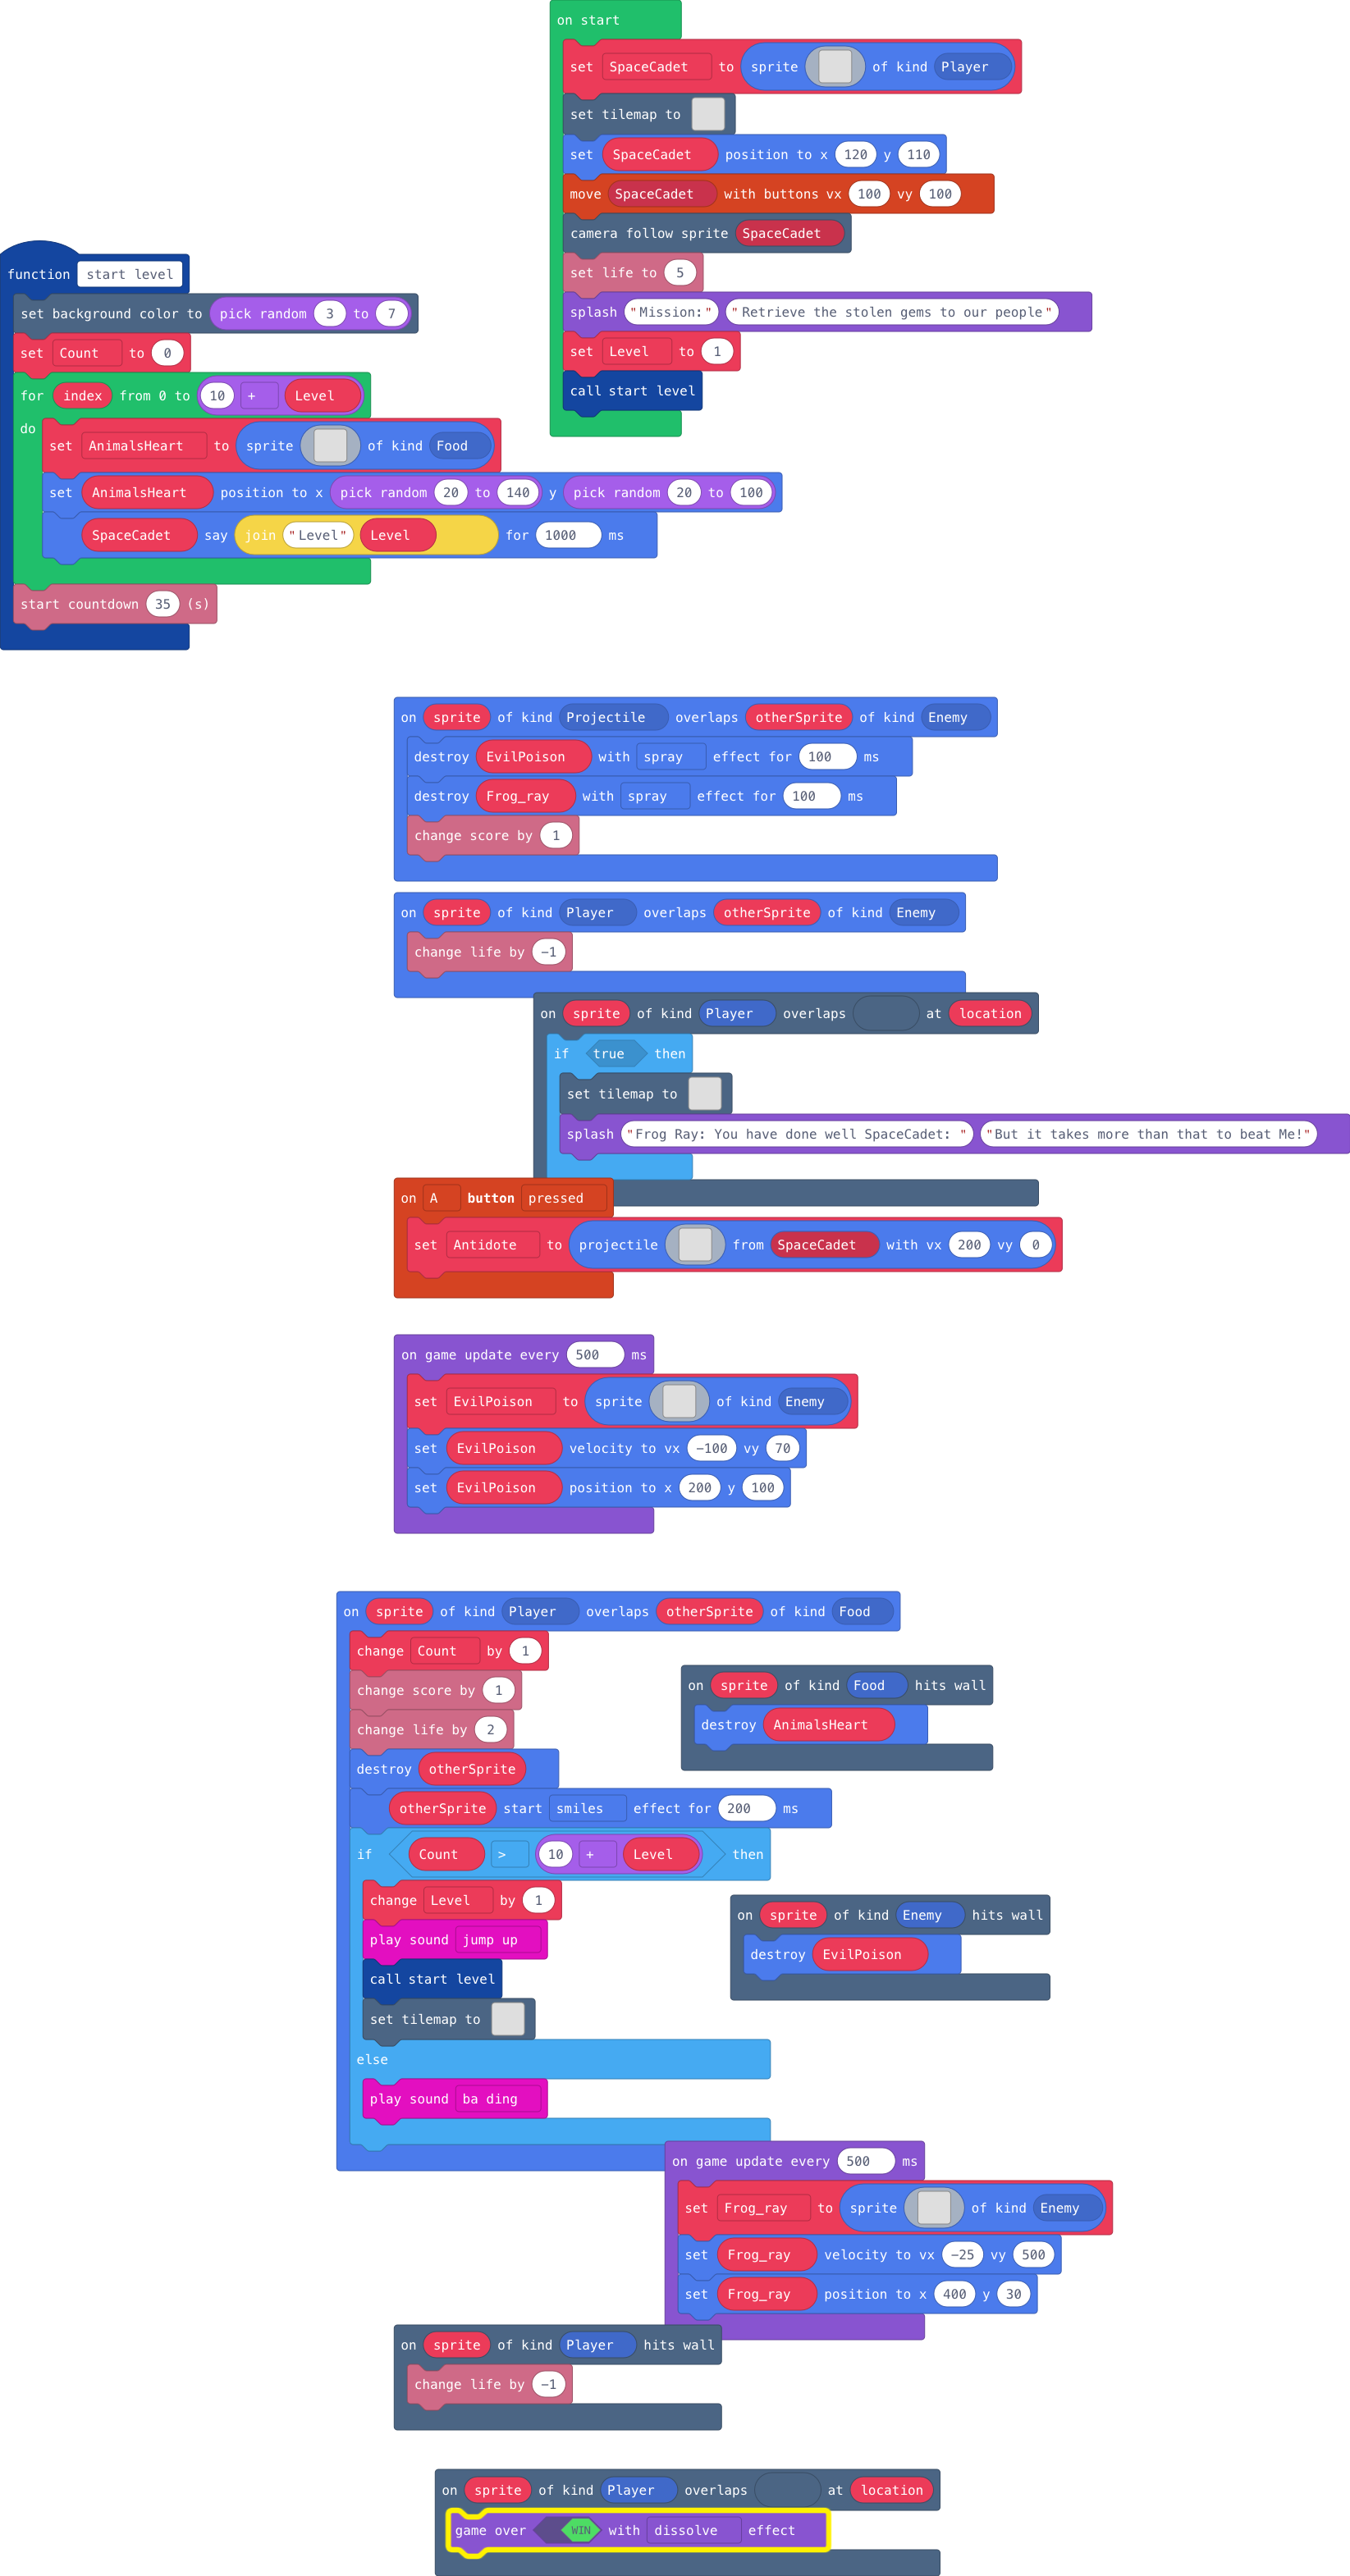 on start
set SpaceCadet to sprite of kind Player
set tilemap to
set SpaceCadet position to x 120 y 110
move SpaceCadet with buttons vx 100 vy 100
camera follow sprite SpaceCadet
set life to 5
splash "Mission:" "Retrieve the stolen gems to our people"
set Level to 1
call start level
function start level
set background color to pick random 3 to 7
set Count to 0
for index from 0 to 10 + Level
do
set AnimalsHeart to sprite of kind Food
set AnimalsHeart position to x pick random 20 to 140 y pick random 20 to 100
SpaceCadet say join "Level" Level for 1000 ms
start countdown 35 (s)
on sprite of kind Projectile overlaps otherSprite of kind Enemy
destroy EvilPoison with spray effect for 100 ms
destroy Frog_ray with spray effect for 100 ms
change score by 1
on sprite of kind Player overlaps otherSprite of kind Enemy
change life by -1
on sprite of kind Player overlaps at location
if true then
set tilemap to
splash "Frog Ray: You have done well SpaceCadet: " "But it takes more than that to beat Me!"
on A button pressed
set Antidote to projectile from SpaceCadet with vx 200 vy 0
on game update every 500 ms
set EvilPoison to sprite of kind Enemy
set EvilPoison velocity to vx -100 vy 70
set EvilPoison position to x 200 y 100
on sprite of kind Player overlaps otherSprite of kind Food
change Count by 1
change score by 1
change life by 2
destroy otherSprite
otherSprite start smiles effect for 200 ms
if Count > 10 + Level then
change Level by 1
play sound jump up
call start level
set tilemap to
else
play sound ba ding
on sprite of kind Food hits wall
destroy AnimalsHeart
on sprite of kind Enemy hits wall
destroy EvilPoison
on game update every 500 ms
set Frog_ray to sprite of kind Enemy
set Frog_ray velocity to vx -25 vy 500
set Frog_ray position to x 400 y 30
on sprite of kind Player hits wall
change life by -1
on sprite of kind Player overlaps at location
game over WIN with dissolve effect